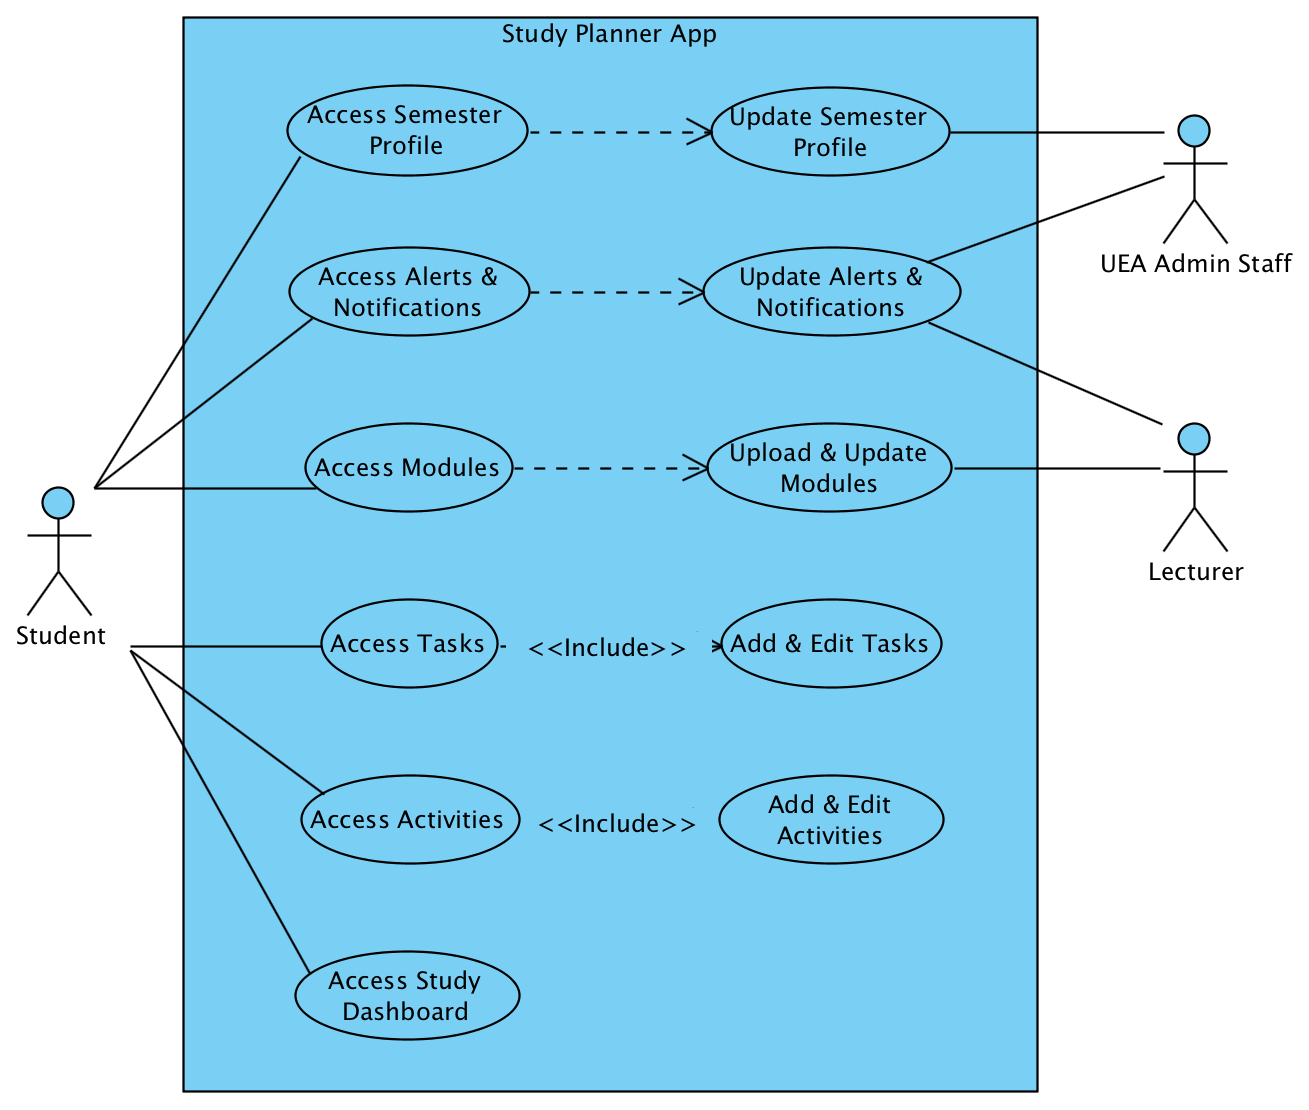 Study Planner App
Access Semester
Profile
Update Semester
Profile
UEA Admin Staff
Access Alerts &
Notifications
Update Alerts &
Notifications
Access Modules
Upload & Update
Modules
Lecturer
Student
Access Tasks
<<Include>>
Add & Edit Tasks
Access Activities
<<Include>>
Add & Edit
Activities
Access Study
Dashboard